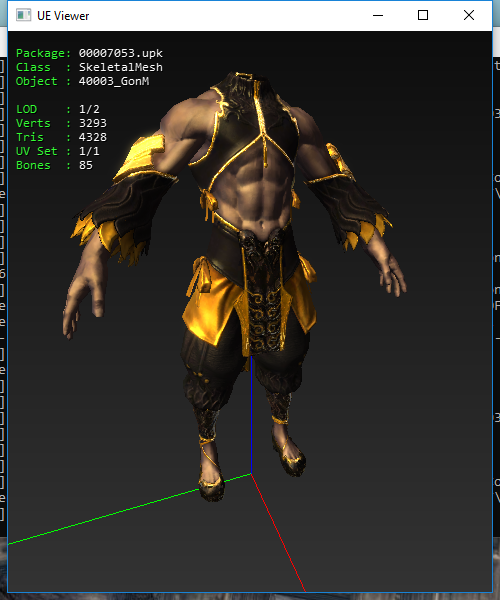 UE Viewer
Package: 00007053.upk
Class : SkeletalMesh
Object : 40003_GonM
LOD : 1/2
Verts : 3293
Tris : 4328
UV Set : 1/1
Bones : 85